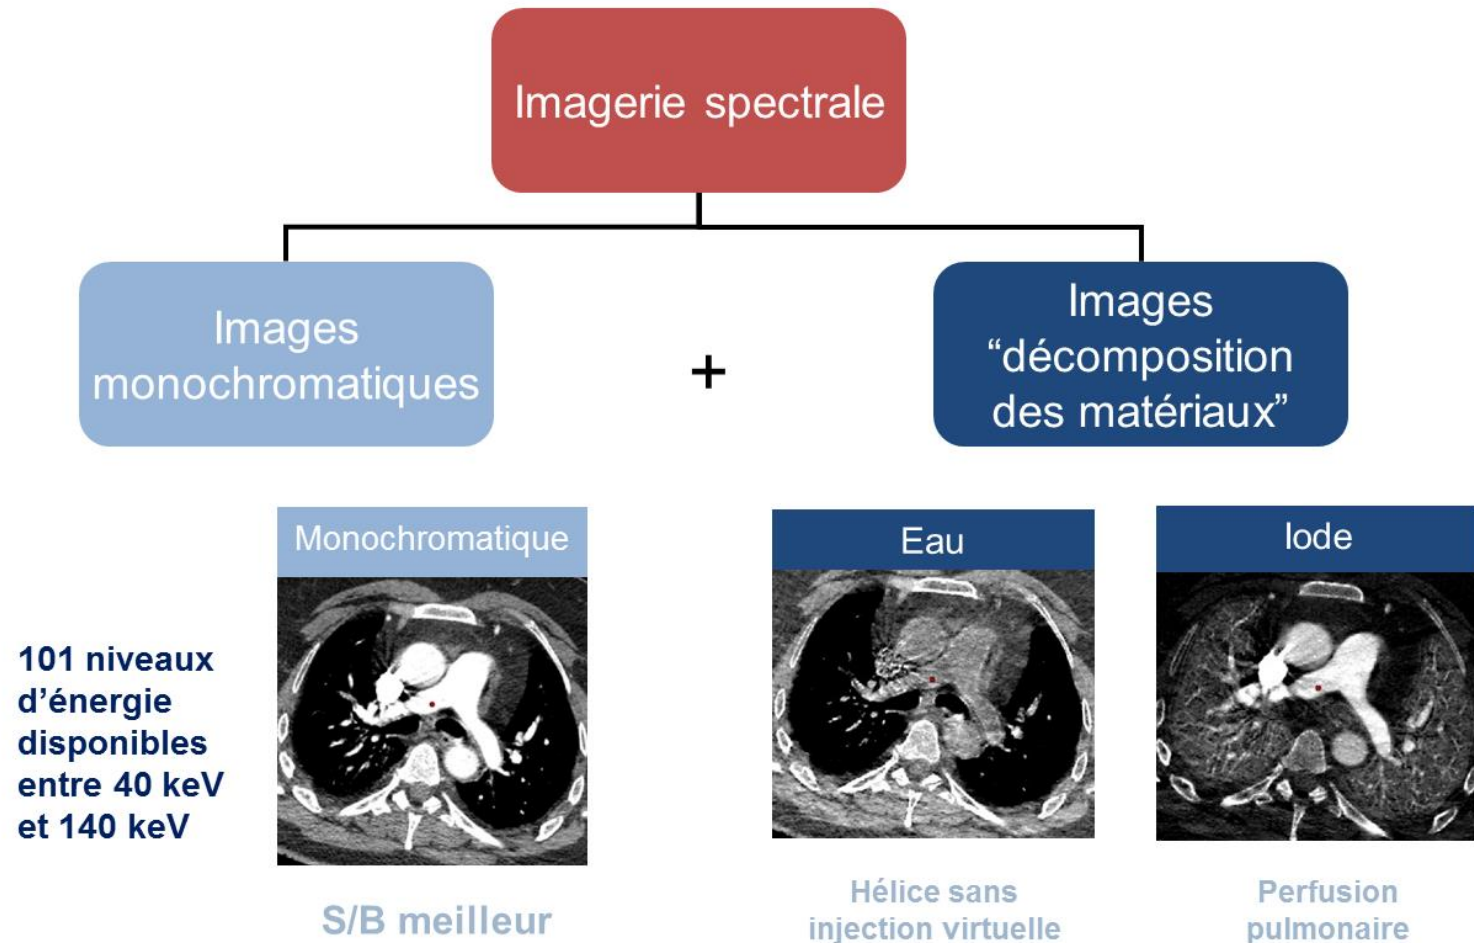 Imagerie spectrale
Images
monochromatiques
+
Images
“décomposition
des matériaux”
101 niveaux
d’énergie
disponibles
entre 40 keV
et 140 keV
Monochromatique
S/B meilleur
Eau
Hélice sans
injection virtuelle
Iode
Perfusion
pulmonaire